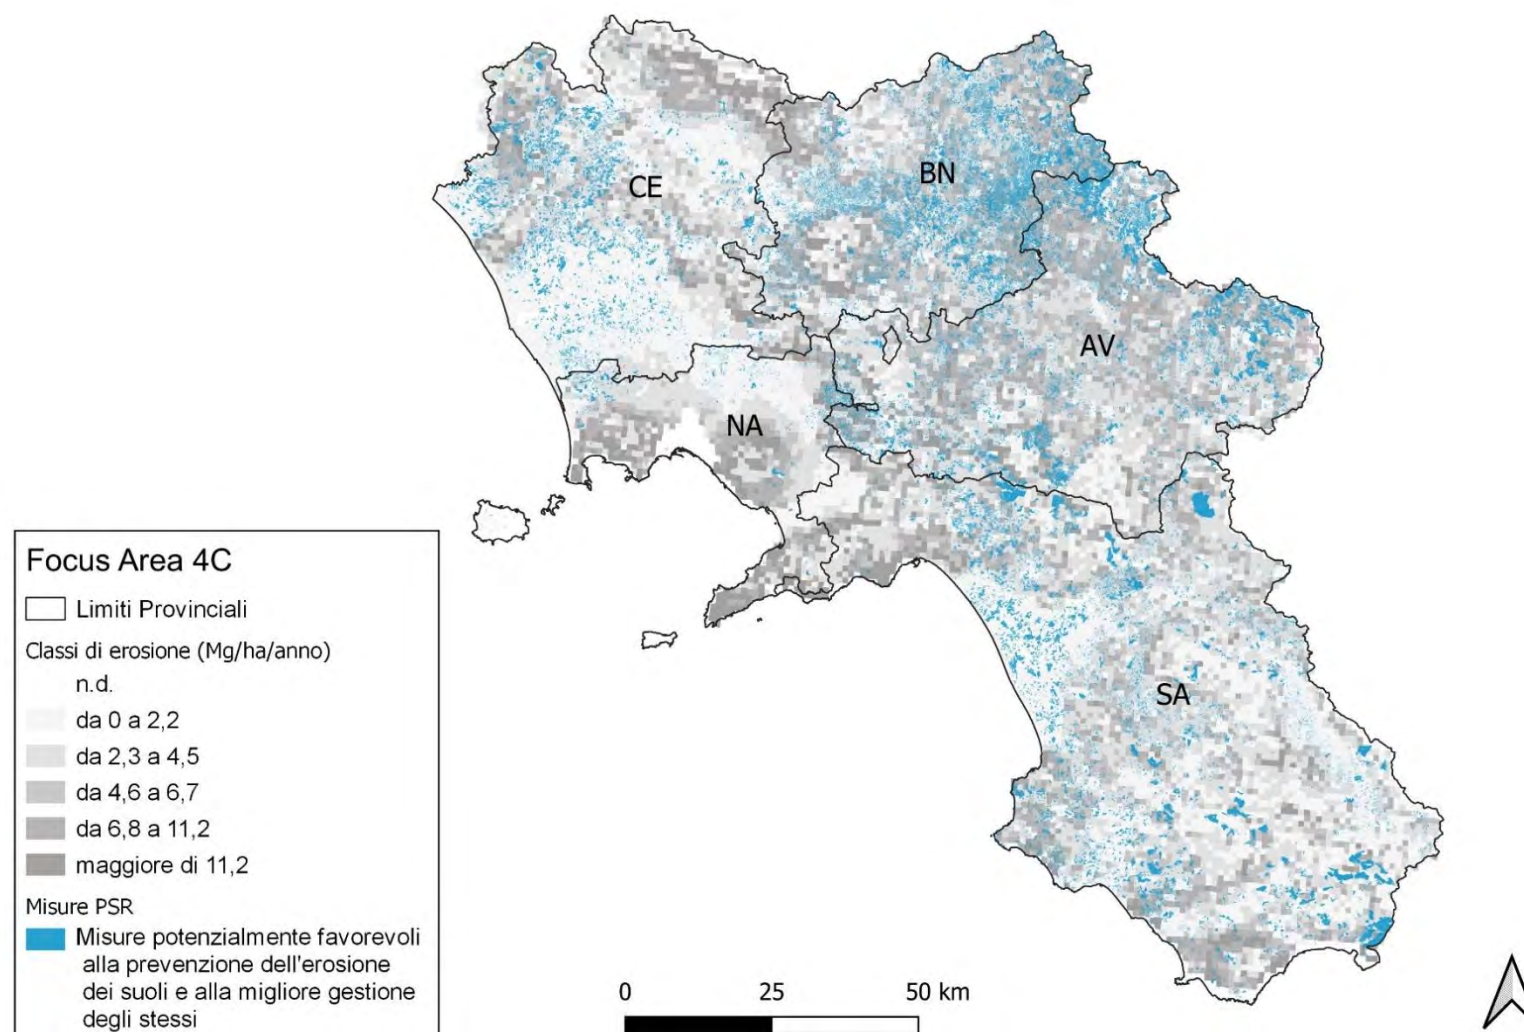 CE
BN
AV
NA
SA
Focus Area 4C
Limiti Provinciali
Classi di erosione (Mg/ha/anno)
n.d.
da 0 a 2,2
da 2,3 a 4,5
da 4,6 a 6,7
da 6,8 a 11,2
maggiore di 11,2
Misure PSR
Misure potenzialmente favorevoli
alla prevenzione dell'erosione
dei suoli e alla migliore gestione
degli stessi
0 25 50 km